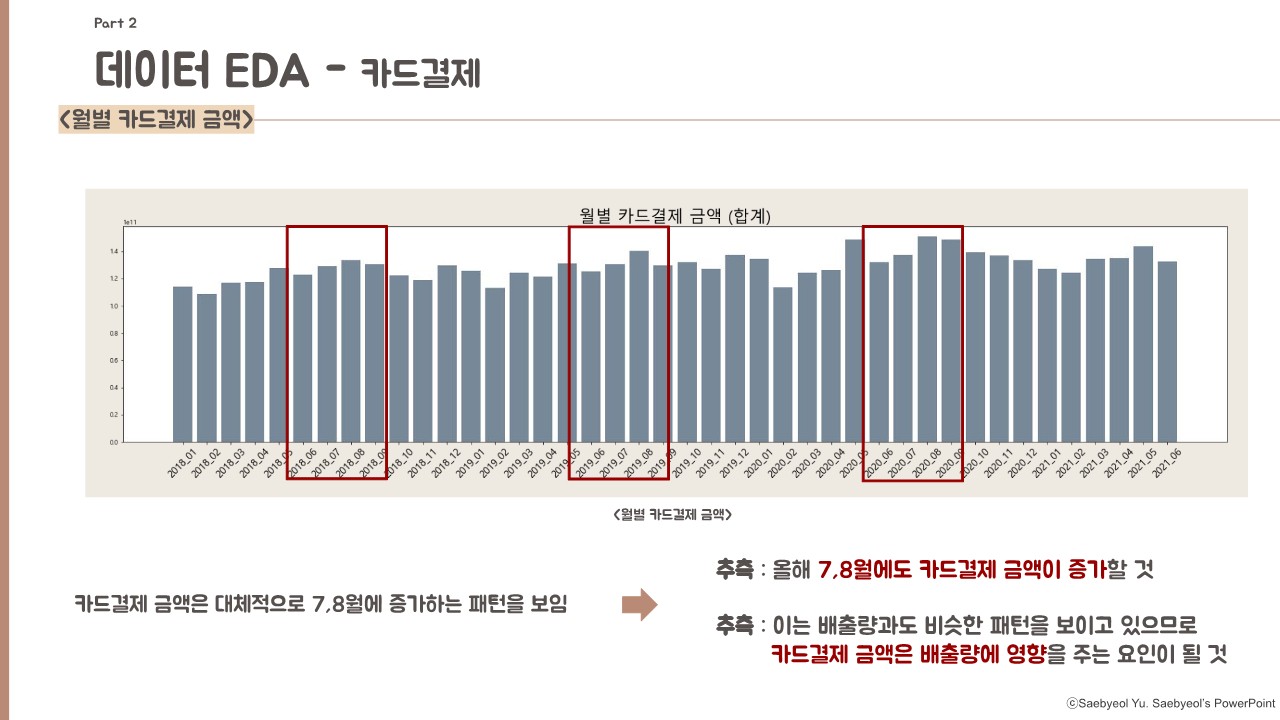 Part 2
데이터 EDA - 카드결제
<월별 카드결제 금액>
월별 카드결제 금액 (합계)
1e11
1.4
1.2
1.0
0.8
0.6
0.4
0.2
0.0
2018_01 2018_02 2018_03 2018_04 2018_05 2018_06 2018_07 2018_08 2018_09 2018_10 2018_11 2018_12 2019_01 2019_02 2019_03 2019_04 2019_05 2019_06 2019_07 2019_08 2019_09 2019_10 2019_11 2019_12 2020_01 2020_02 2020_03 2020_04 2020_05 2020_06 2020_07 2020_08 2020_09 2020_10 2020_11 2020_12 2021_01 2021_02 2021_03 2021_04 2021_05 2021_06
<월별 카드결제 금액>
카드결제 금액은 대체적으로 7,8월에 증가하는 패턴을 보임
추측 : 올해 7,8월에도 카드결제 금액이 증가할 것
추측 : 이는 배출량과도 비슷한 패턴을 보이고 있으므로
카드결제 금액은 배출량에 영향을 주는 요인이 될 것
ⓒSaebyeol Yu. Saebyeol's PowerPoint